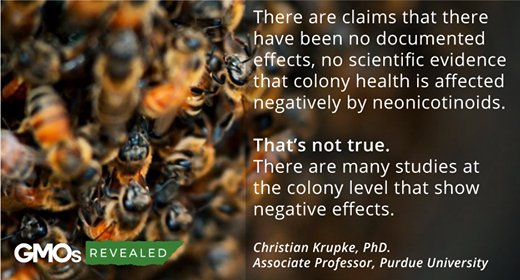 There are claims that there
have been no documented
effects, no scientific evidence
that colony health is affected
negatively by neonicotinoids.
That's not true.
There are many studies at
the colony level that show
negative effects.
Christian Krupke, PhD.
Associate Professor, Purdue University
GMOs REVEALED